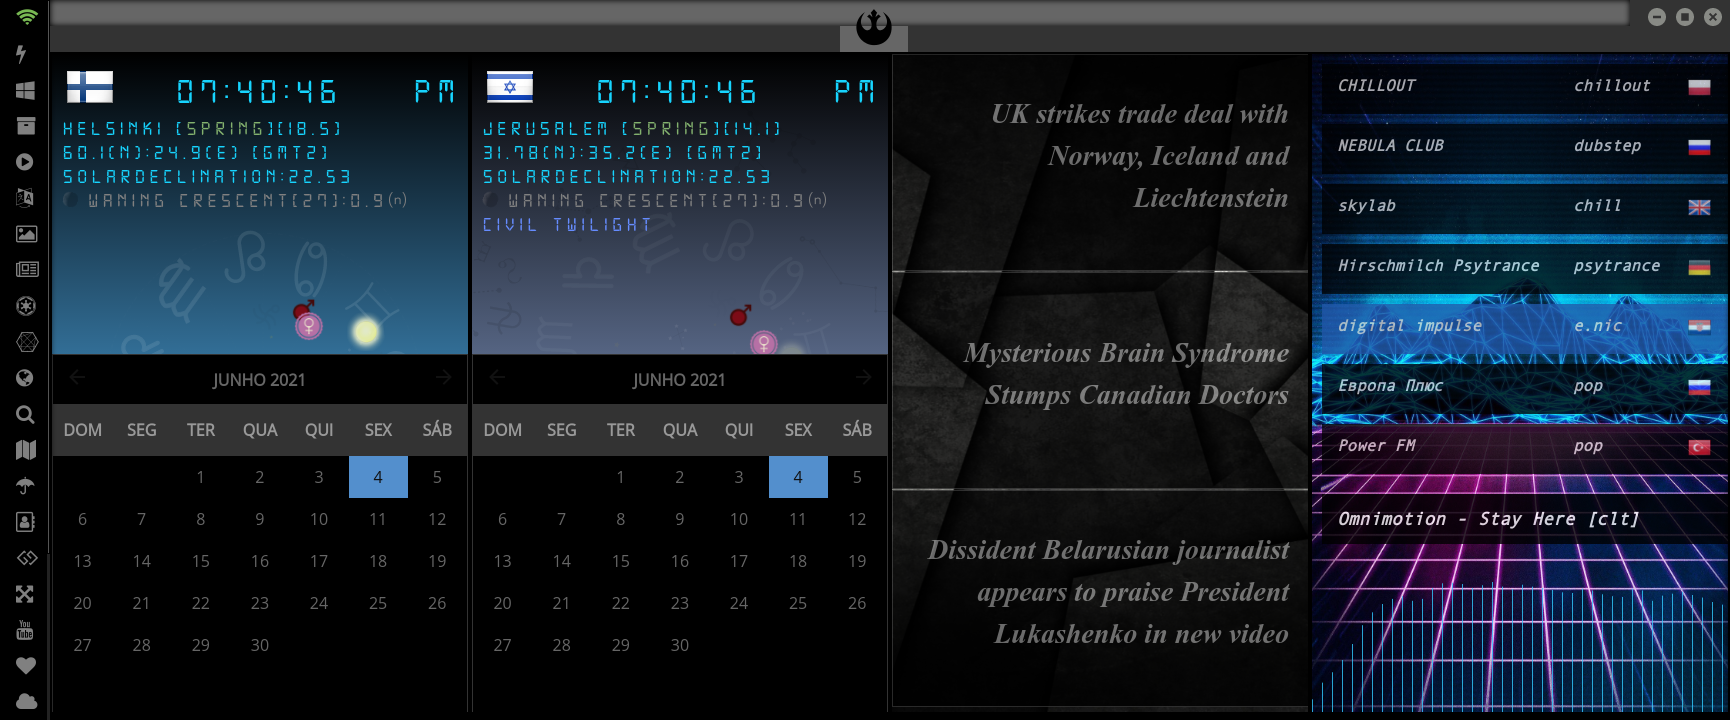 07:40:46 PM
HELSINKI [SPRING][18.5]
60.1(N):24.9(E) [GMT2]
SOLARDECLINATION:22.53
WANING CRESCENT[27]:0.9(n)
JUNHO 2021
DOM SEG TER QUA QUI SEX SÁB
1 2 3 4 5
6 7 8 9 10 11 12
13 14 15 16 17 18 19
20 21 22 23 24 25 26
27 28 29 30
07:40:46 PM
JERUSALEM [SPRING][14.1]
31.78(N):35.2(E) [GMT2]
SOLARDECLINATION:22.53
WANING CRESCENT[27]:0.9(n)
CIVIL TWILIGHT
JUNHO 2021
DOM SEG TER QUA QUI SEX SÁB
1 2 3 4 5
6 7 8 9 10 11 12
13 14 15 16 17 18 19
20 21 22 23 24 25 26
27 28 29 30
UK strikes trade deal with
Norway, Iceland and
Liechtenstein
Mysterious Brain Syndrome
Stumps Canadian Doctors
Dissident Belarusian journalist
appears to praise President
Lukashenko in new video
CHILLOUT chillout
NEBULA CLUB dubstep
skylab chill
Hirschmilch Psytrance psytrance
digital impulse e.nic
Европа Плюс pop
Power FM pop
Omnimotion - Stay Here [clt]
You
Tube